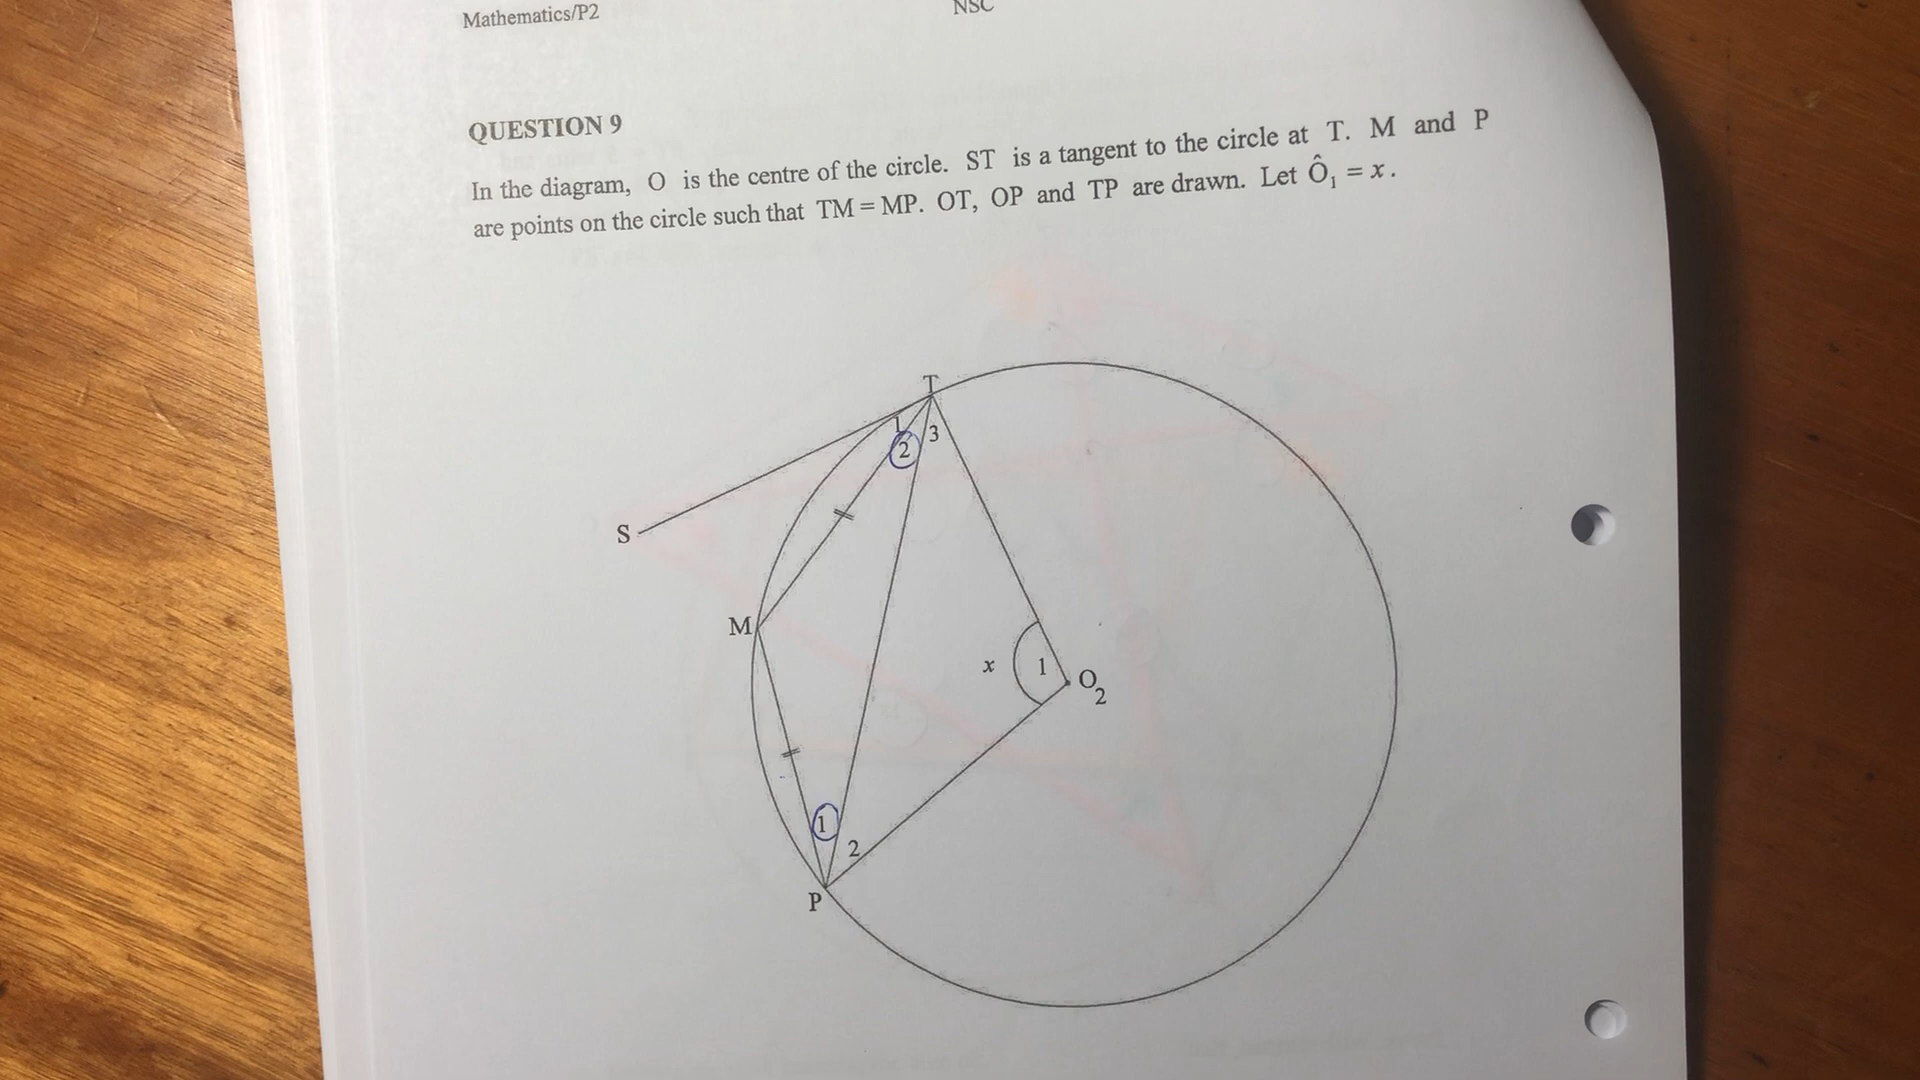 Mathematics/P2 NSC
QUESTION 9
In the diagram, O is the centre of the circle. ST is a tangent to the circle at T. M and P
are points on the circle such that TM = MP. OT, OP and TP are drawn. Let Ô₁ = x.
T
1
2
3
S
M
x
1
O
2
1
2
P